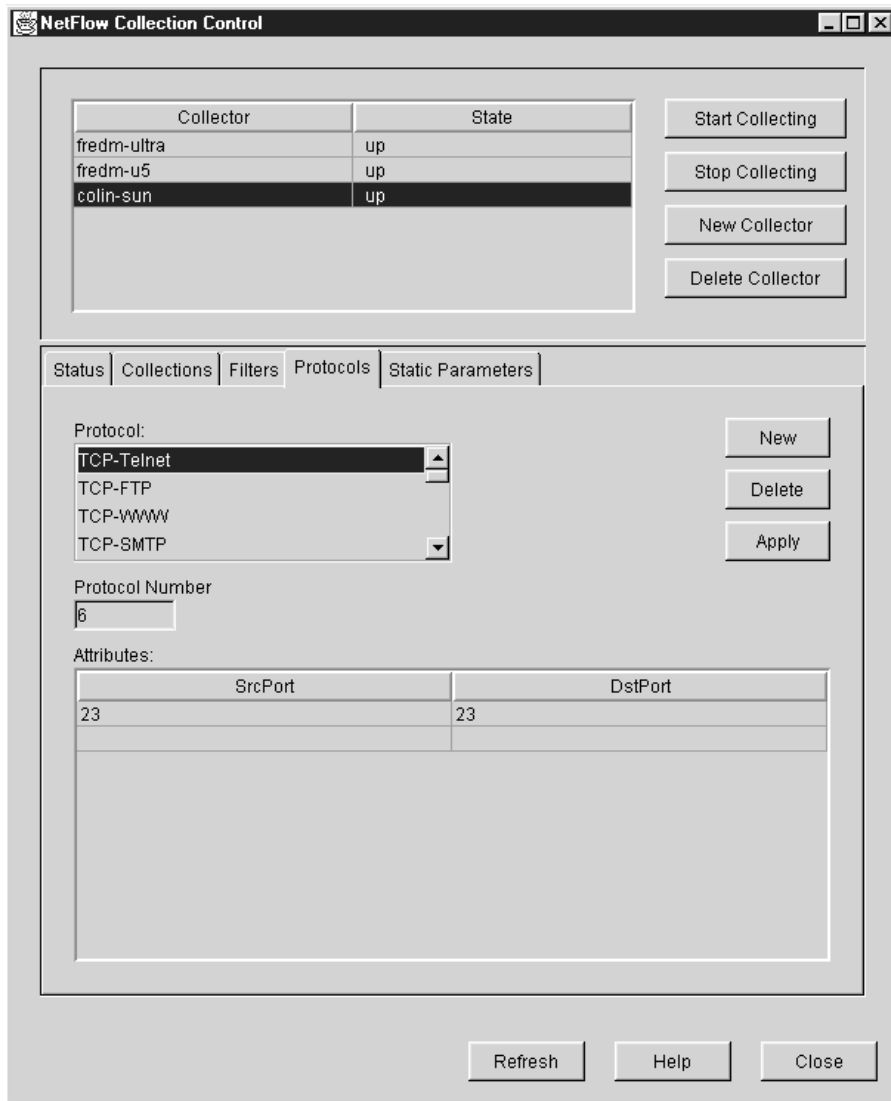 NetFlow Collection Control
Collector State
fredm-ultra up
fredm-u5 up
colin-sun up
Start Collecting
Stop Collecting
New Collector
Delete Collector
Status Collections Filters Protocols Static Parameters
Protocol:
TCP-Telnet
TCP-FTP
TCP-WWW
TCP-SMTP
New
Delete
Apply
Protocol Number
6
Attributes:
SrcPort DstPort
23 23
Refresh Help Close